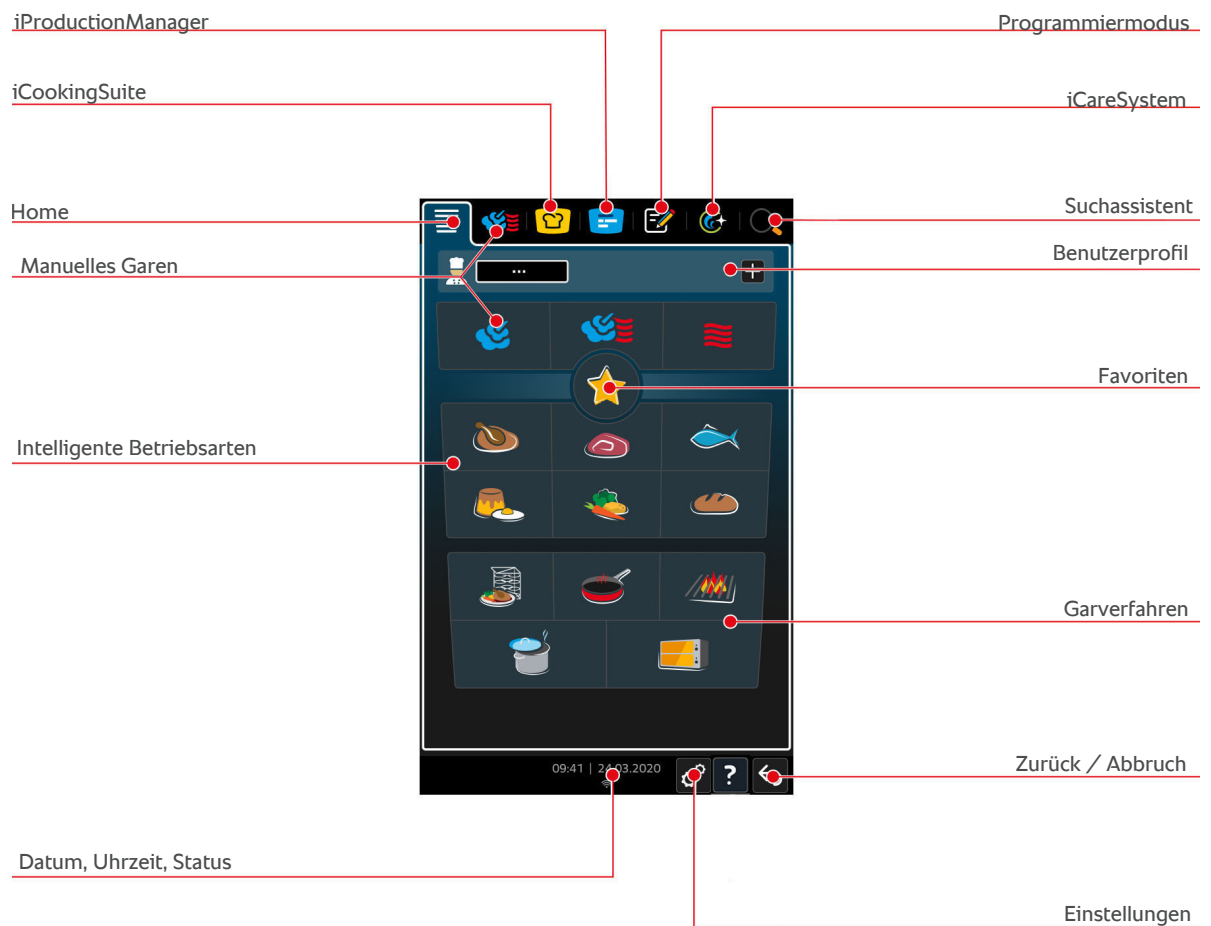 iProductionManager
Programmiermodus
iCookingSuite
iCareSystem
Home
Suchassistent
Manuelles Garen
Benutzerprofil
...
Favoriten
Intelligente Betriebsarten
Garverfahren
09:41 | 24.03.2020
?
Zurück / Abbruch
Datum, Uhrzeit, Status
Einstellungen